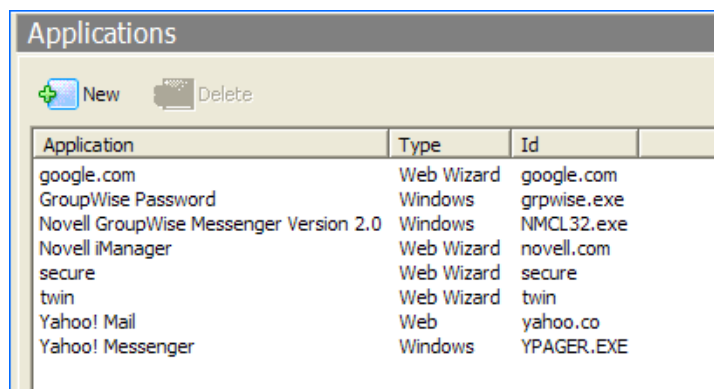 Applications
New Delete
Application Type Id
google.com Web Wizard google.com
GroupWise Password Windows grpwise.exe
Novell GroupWise Messenger Version 2.0 Windows NMCL32.exe
Novell iManager Web Wizard novell.com
secure Web Wizard secure
twin Web Wizard twin
Yahoo! Mail Web yahoo.co
Yahoo! Messenger Windows YPAGER.EXE